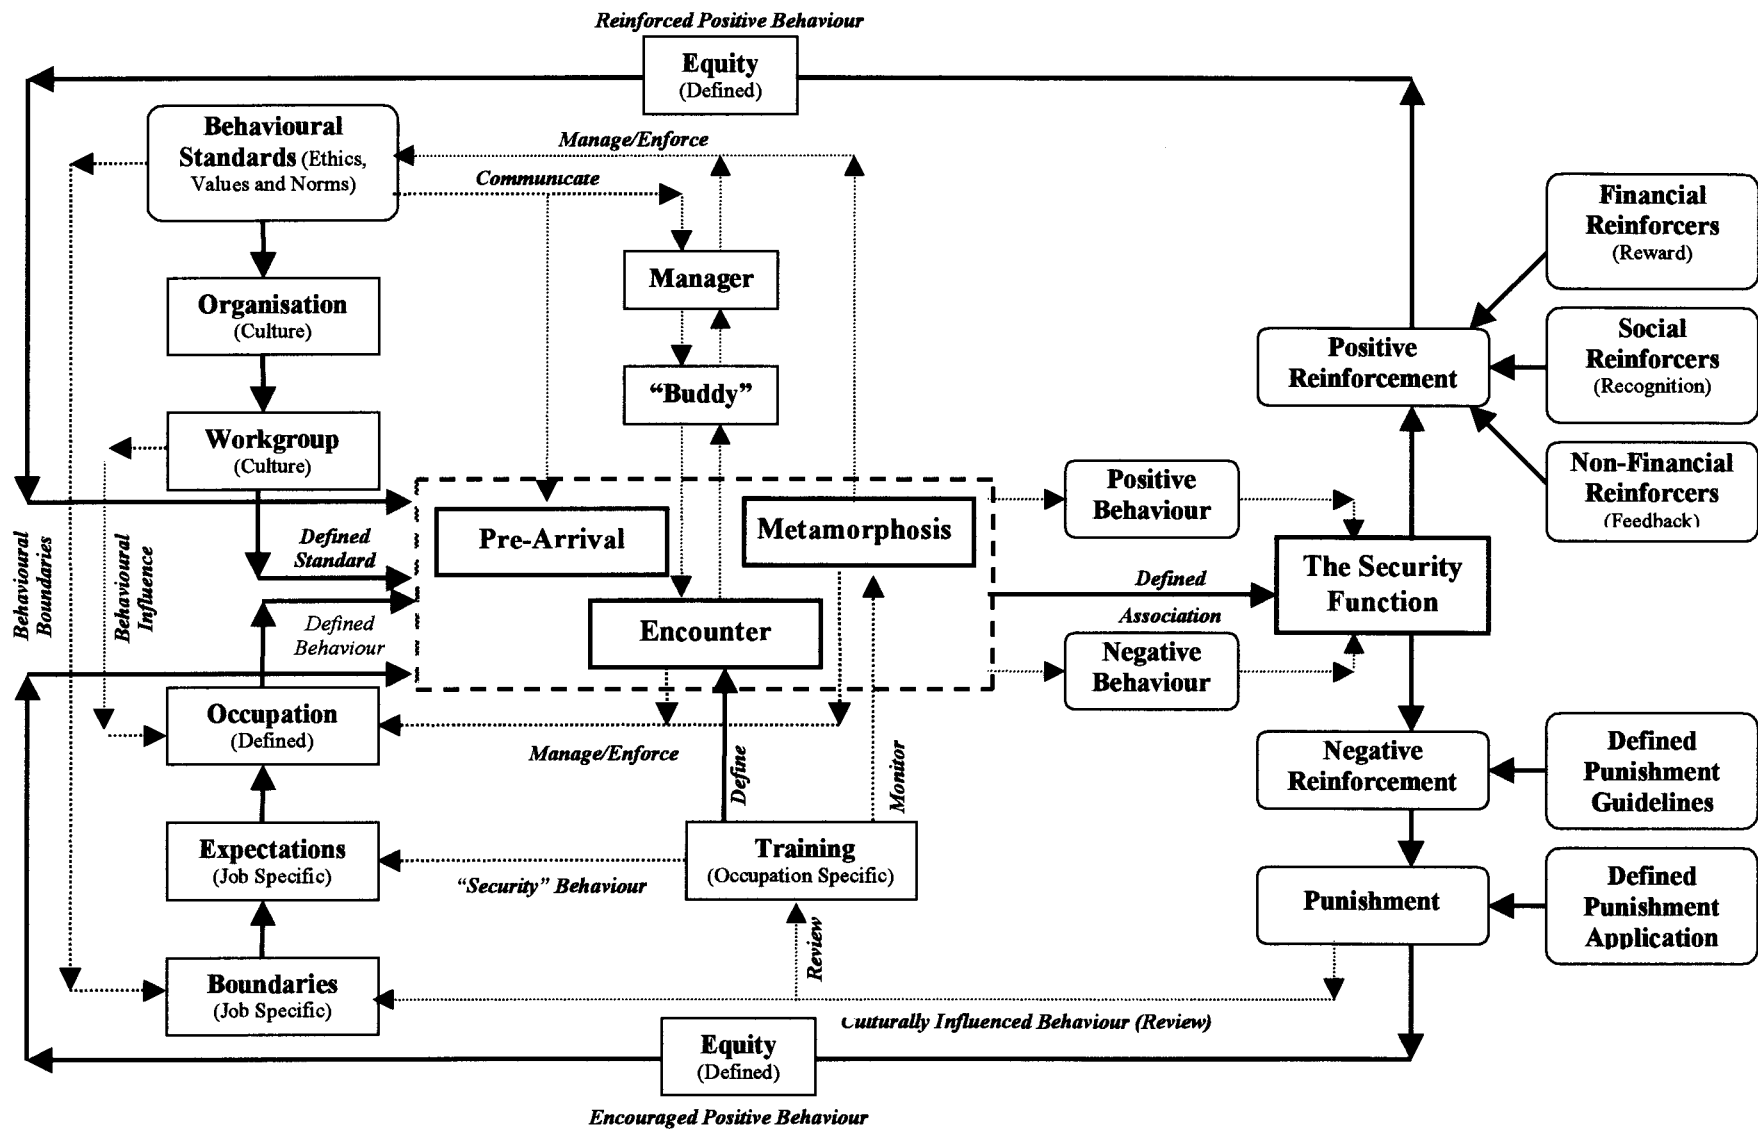 Reinforced Positive Behaviour
Equity
(Defined)
Behavioural
Standards (Ethics,
Values and Norms)
Manage/Enforce
Communicate
Financial
Reinforcers
(Reward)
Manager
Organisation
(Culture)
Social
Reinforcers
(Recognition)
Positive
Reinforcement
“Buddy”
Workgroup
(Culture)
Non-Financial
Reinforcers
(Feedback)
Positive
Behaviour
Metamorphosis
Pre-Arrival
Defined
Standard
The Security
Function
Defined
Association
Behavioural
Boundaries
Behavioural
Influence
Defined
Behaviour
Encounter
Negative
Behaviour
Occupation
(Defined)
Manage/Enforce
Define
Monitor
Negative
Reinforcement
Defined
Punishment
Guidelines
Expectations
(Job Specific)
“Security” Behaviour
Training
(Occupation Specific)
Punishment
Defined
Punishment
Application
Review
Boundaries
(Job Specific)
Culturally Influenced Behaviour (Review)
Equity
(Defined)
Encouraged Positive Behaviour